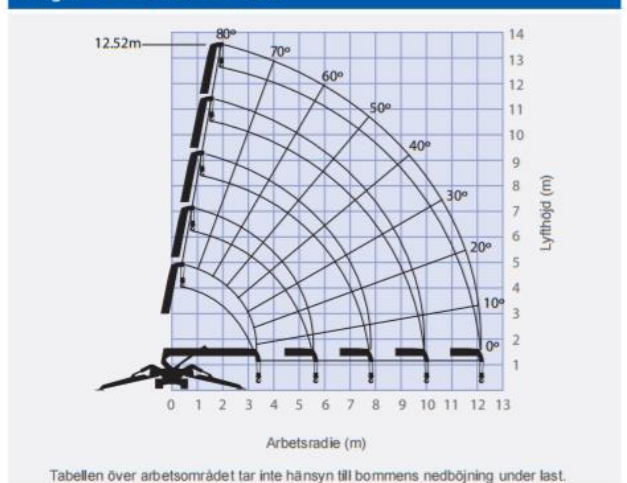 80º
12.52m
70º
60º
50º
40º
30º
20º
10º
0º
14
13
12
11
10
9
8
7
6
5
4
3
2
1
Lyfthöjd (m)
0 1 2 3 4 5 6 7 8 9 10 11 12 13
Arbetsradie (m)
Tabellen över arbetsområdet tar inte hänsyn till bommens nedböjning under last.